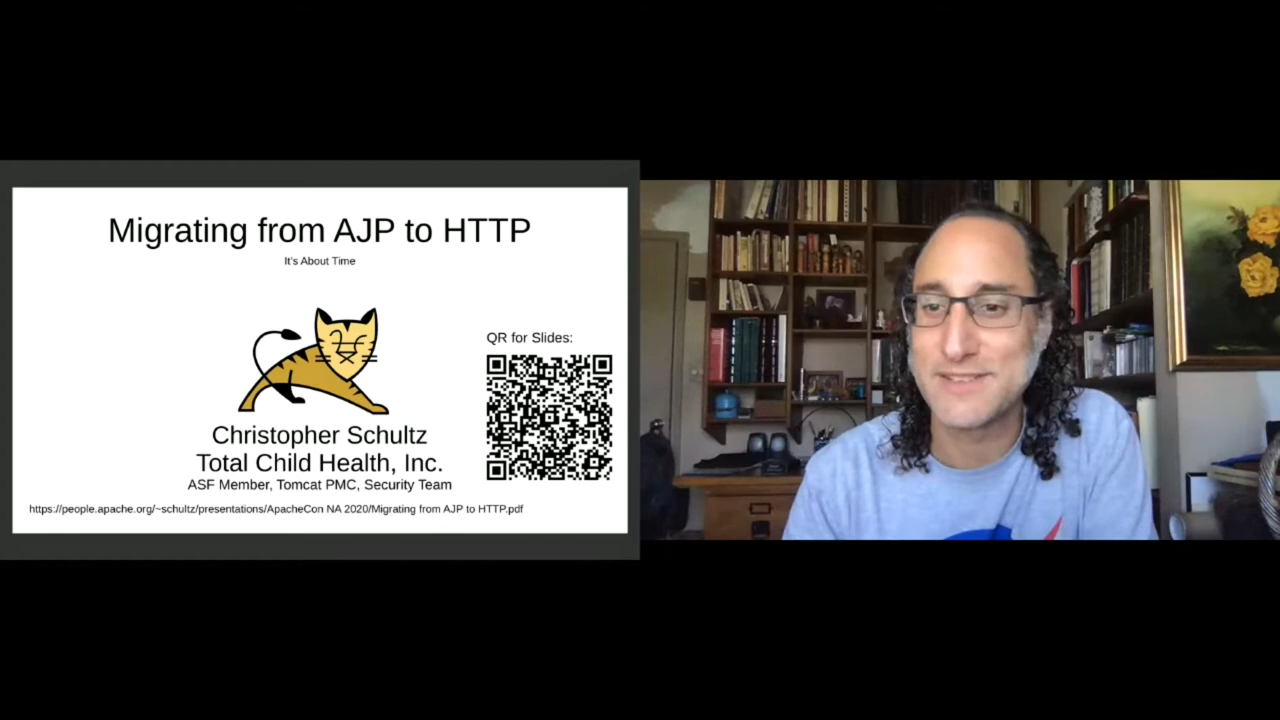 Migrating from AJP to HTTP
It's About Time
QR for Slides:
Christopher Schultz
Total Child Health, Inc.
ASF Member, Tomcat PMC, Security Team
https://people.apache.org/~schultz/presentations/ApacheCon NA 2020/Migrating from AJP to HTTP.pdf